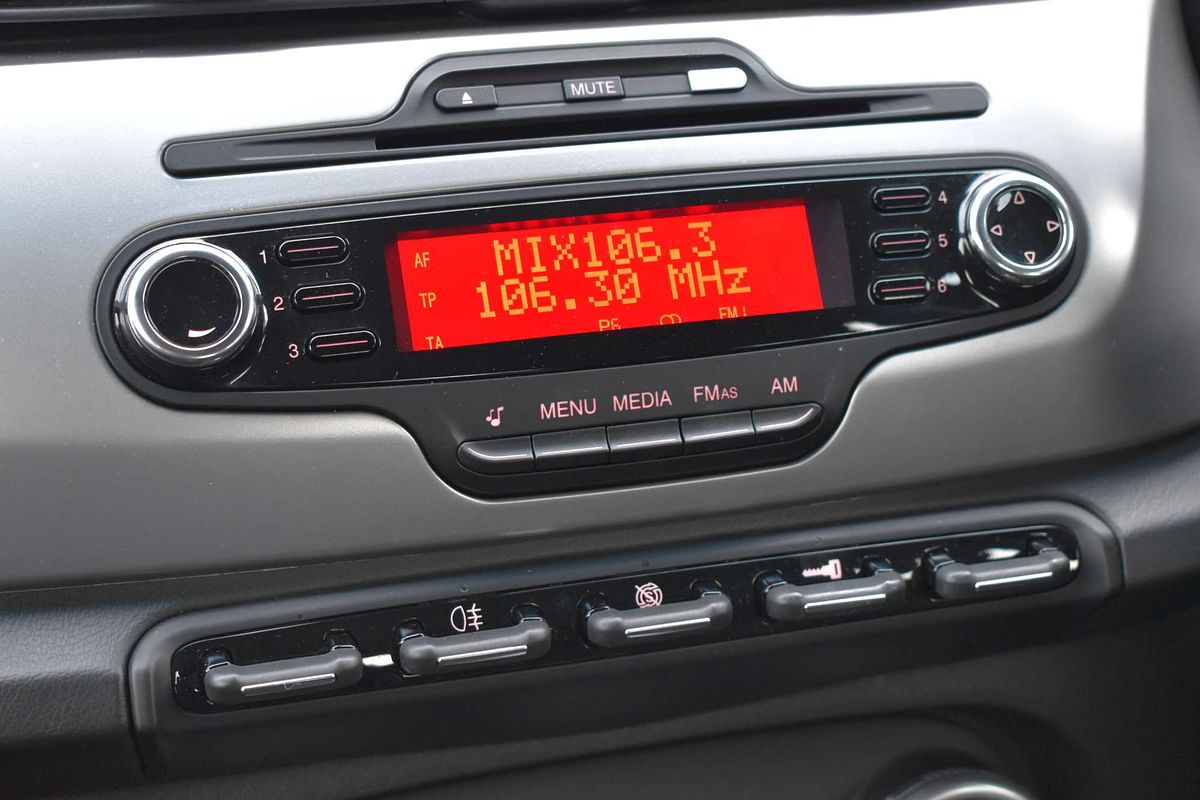 MUTE
1
2
3
4
5
6
AF
TP
TA
MIX106.3
106.30 MHz
P6
FM1
MENU MEDIA FMAS AM